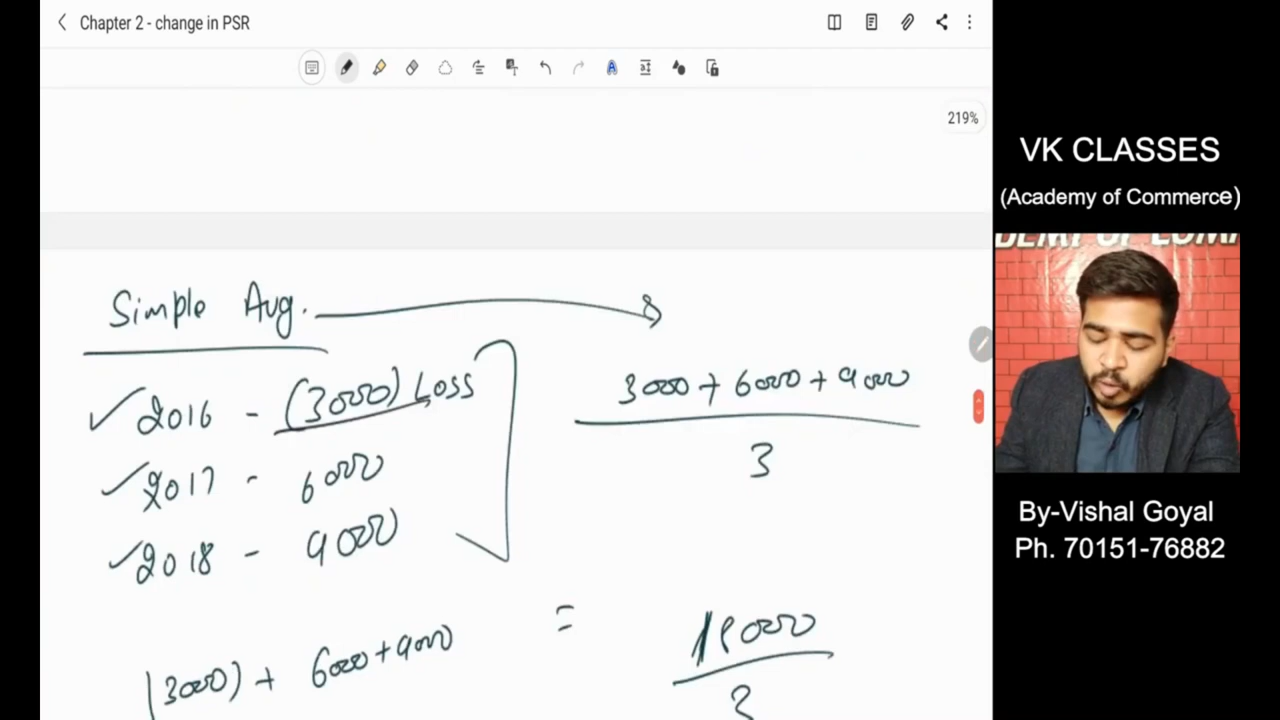 Chapter 2 - change in PSR
219%
VK CLASSES
(Academy of Commerce)
Simple Avg.
2016 - (3000) Loss
2017 - 6000
2018 - 9000
3000 + 6000 + 9000
3
(3000) + 6000 + 9000
= 18000
3
By-Vishal Goyal
Ph. 70151-76882